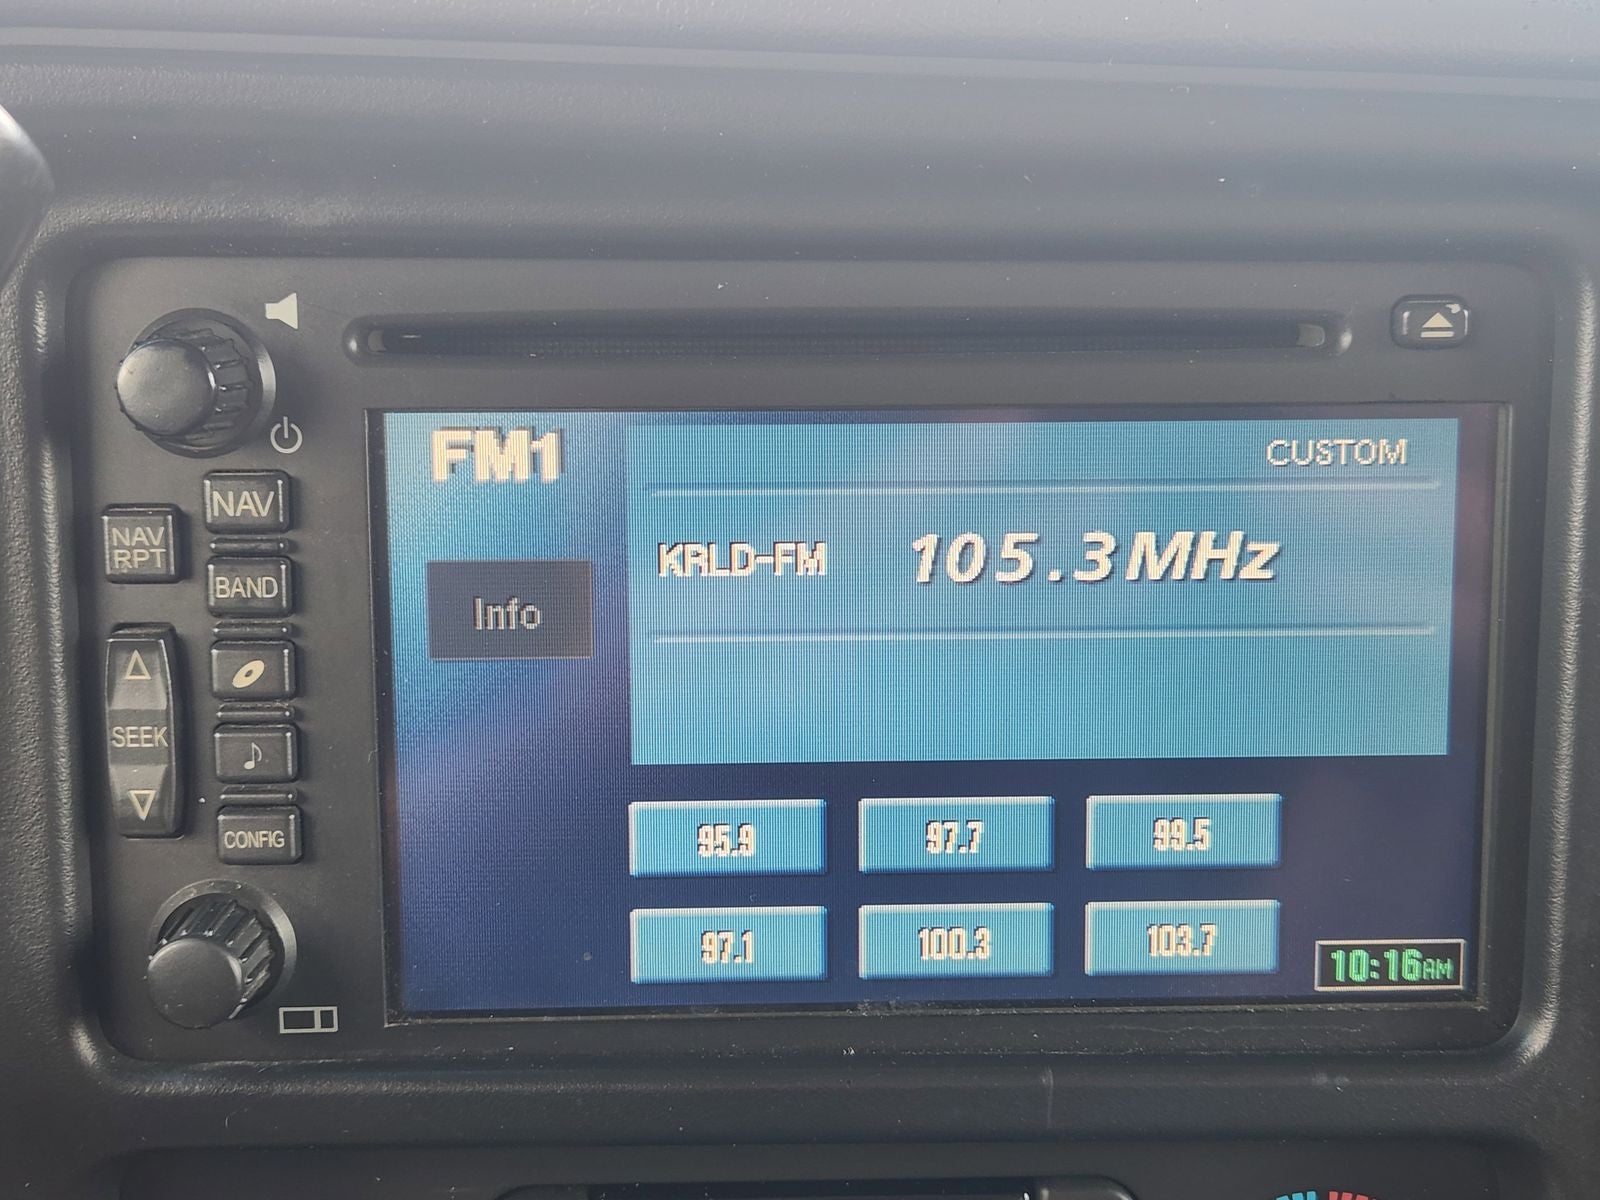 FM1
CUSTOM
NAV
NAV
RPT
KRLD-FM 105.3MHz
BAND
Info
SEEK
CONFIG
95.9 97.7 99.5
97.1 100.3 103.7
10:16AM